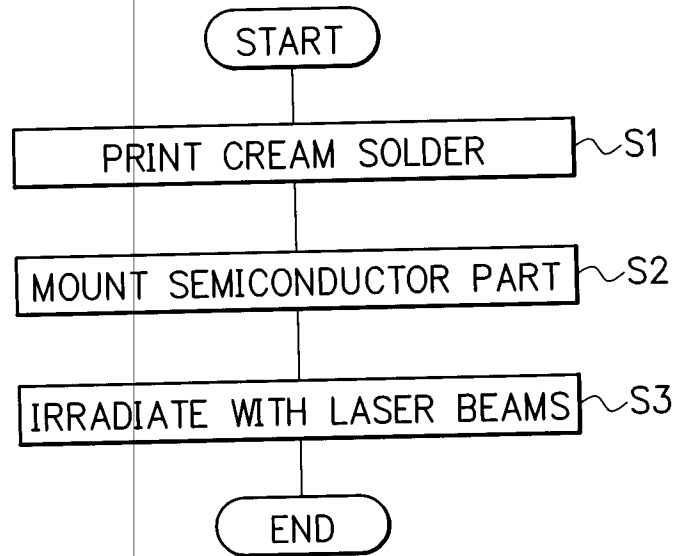 START
PRINT CREAM SOLDER S1
MOUNT SEMICONDUCTOR PART S2
IRRADIATE WITH LASER BEAMS S3
END